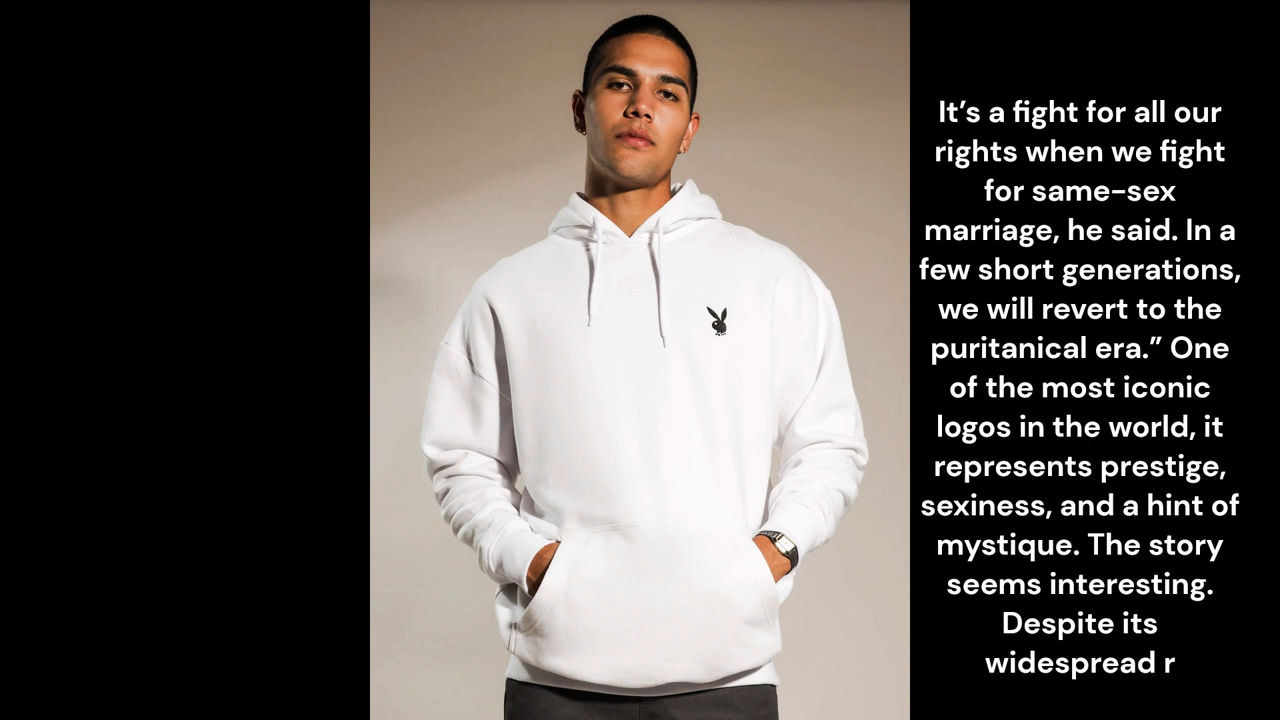 It’s a fight for all our
rights when we fight
for same-sex
marriage, he said. In a
few short generations,
we will revert to the
puritanical era.” One
of the most iconic
logos in the world, it
represents prestige,
sexiness, and a hint of
mystique. The story
seems interesting.
Despite its
widespread r